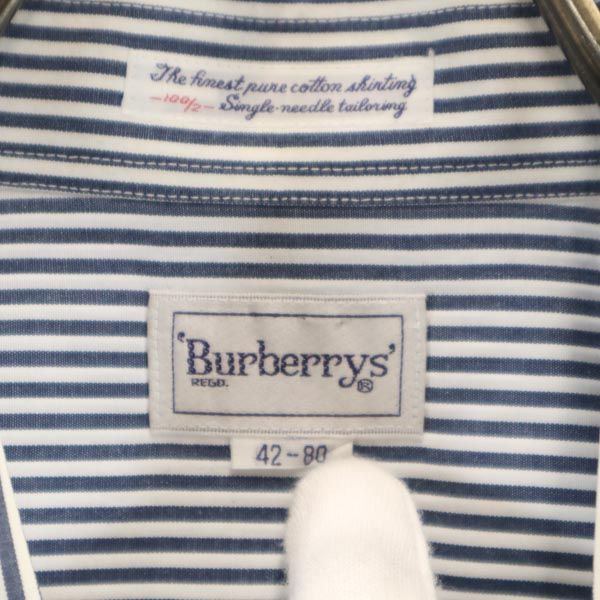 The finest pure cotton shirting
-100/2- Single-needle tailoring
'Burberrys'
REGD. ®
42-80